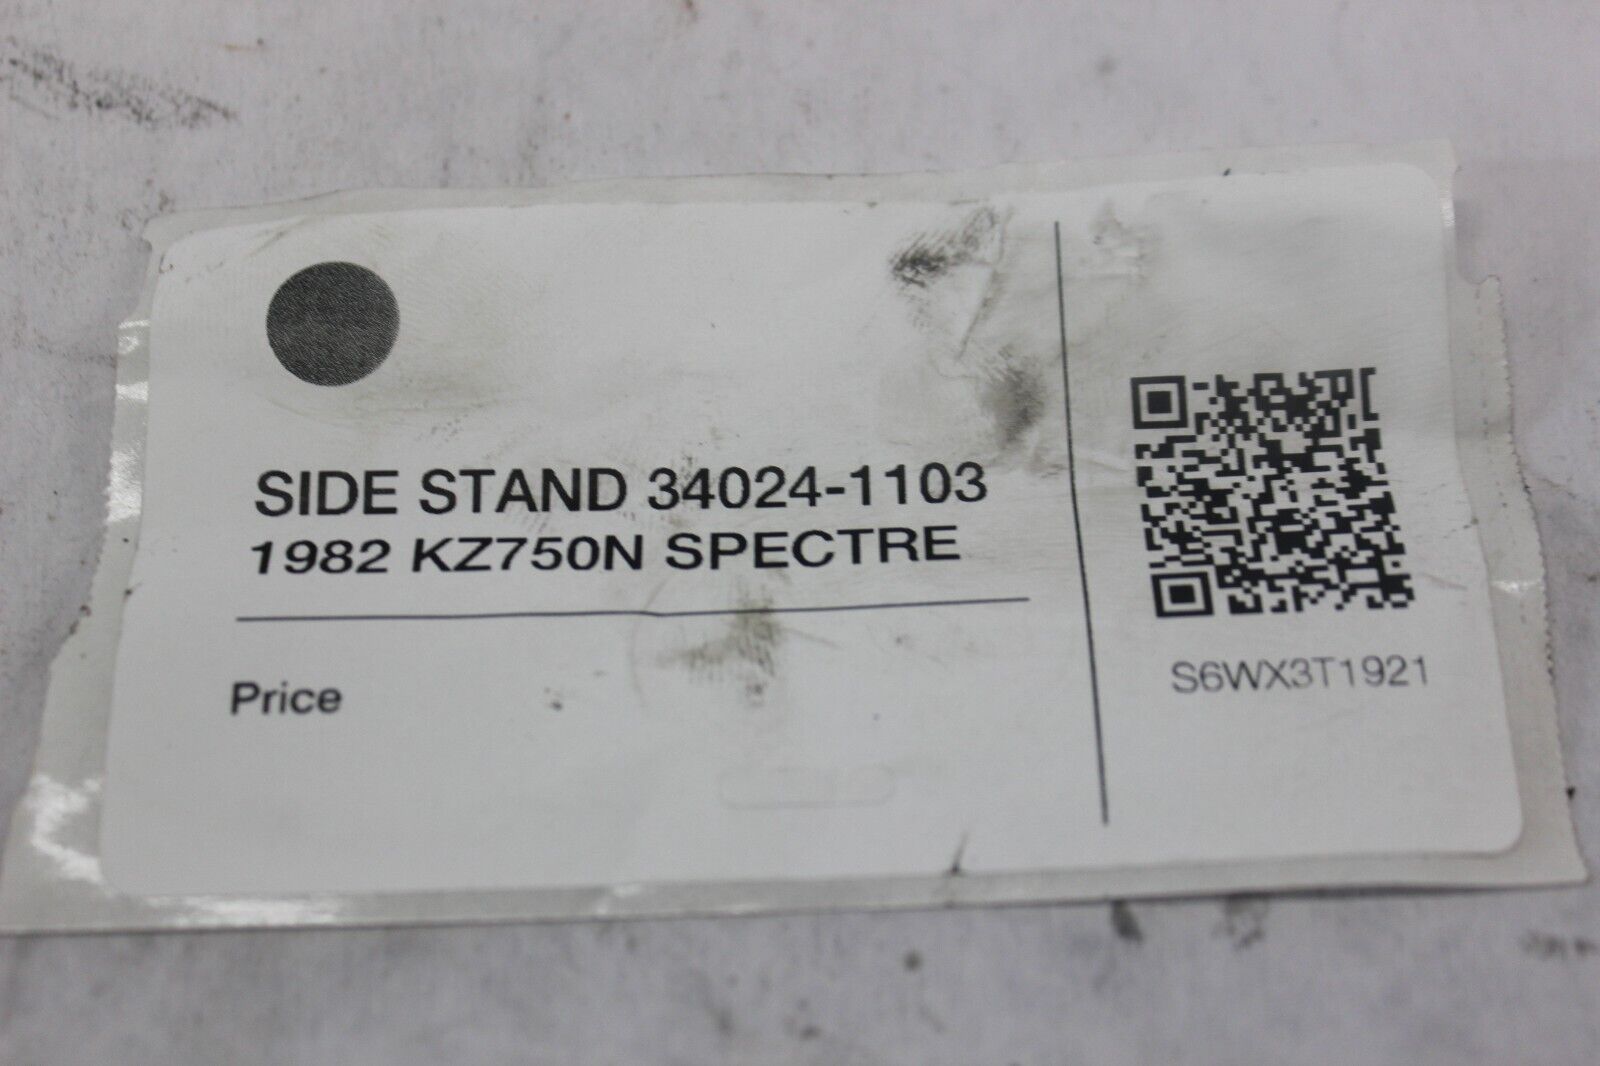 SIDE STAND 34024-1103
1982 KZ750N SPECTRE
Price
S6WX3T1921